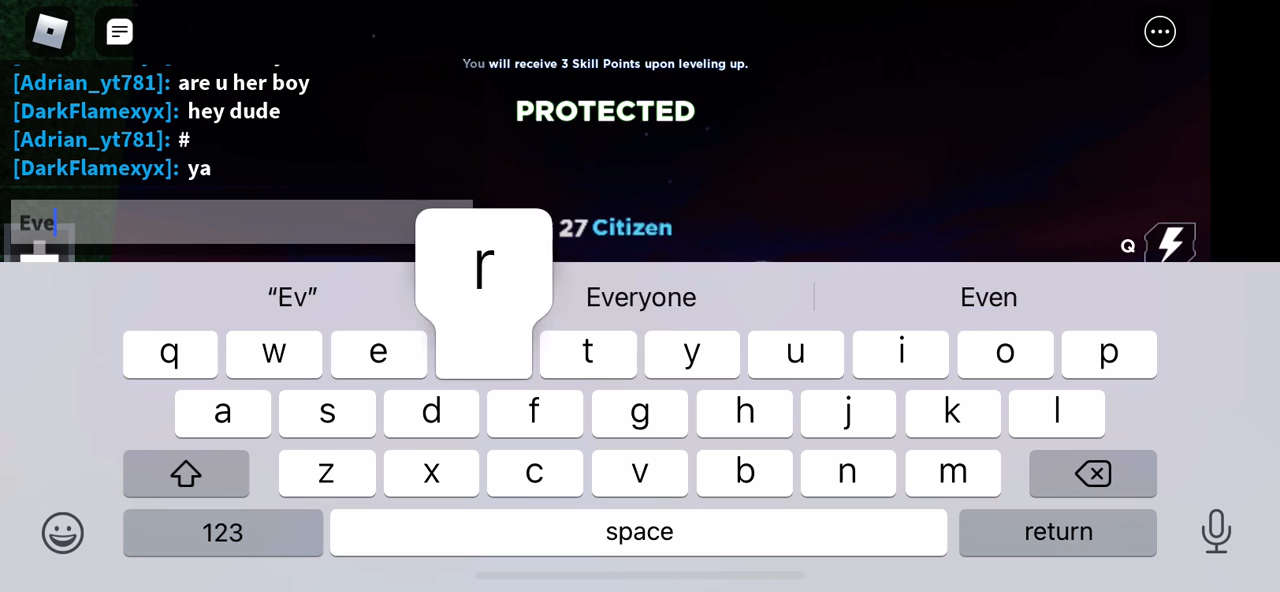 [Adrian_yt781]: are u her boy
[DarkFlamexyx]: hey dude
[Adrian_yt781]: #
[DarkFlamexyx]: ya
You will receive 3 Skill Points upon leveling up.
PROTECTED
27 Citizen
Q
Eve
“Ev” Everyone Even
r
q w e t y u i o p
a s d f g h j k l
z x c v b n m
123 space return